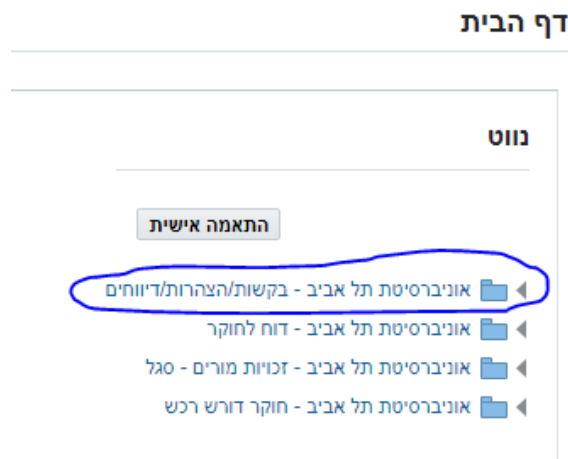 דף הבית
נווט
התאמה אישית
אוניברסיטת תל אביב - בקשות/הצהרות/דיווחים
אוניברסיטת תל אביב - דוח לחוקר
אוניברסיטת תל אביב - זכויות מורים - סגל
אוניברסיטת תל אביב - חוקר דורש רכש